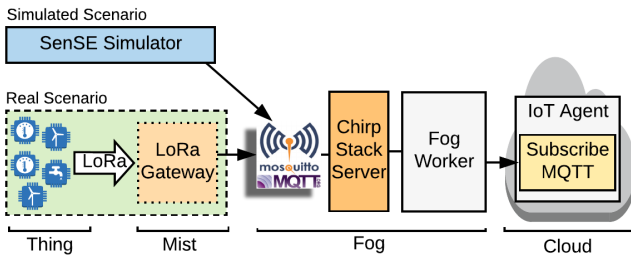 Simulated Scenario
SenSE Simulator
Real Scenario
LoRa
LoRa
Gateway
mosquitto
MQTT
Chirp
Stack
Server
Fog
Worker
IoT Agent
Subscribe
MQTT
Thing
Mist
Fog
Cloud